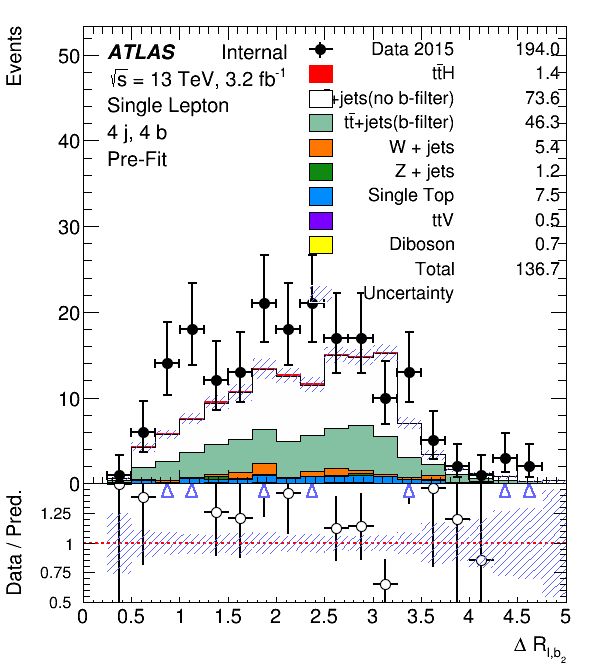 Events
50
40
30
20
10
0
ATLAS Internal
√s = 13 TeV, 3.2 fb-1
Single Lepton
4 j, 4 b
Pre-Fit
Data 2015 194.0
tt̄H 1.4
+jets(no b-filter) 73.6
tt̄+jets(b-filter) 46.3
W + jets 5.4
Z + jets 1.2
Single Top 7.5
ttV 0.5
Diboson 0.7
Total 136.7
Uncertainty
Data / Pred.
1.25
1
0.75
0.5
0 0.5 1 1.5 2 2.5 3 3.5 4 4.5 5
Δ Rl,b2